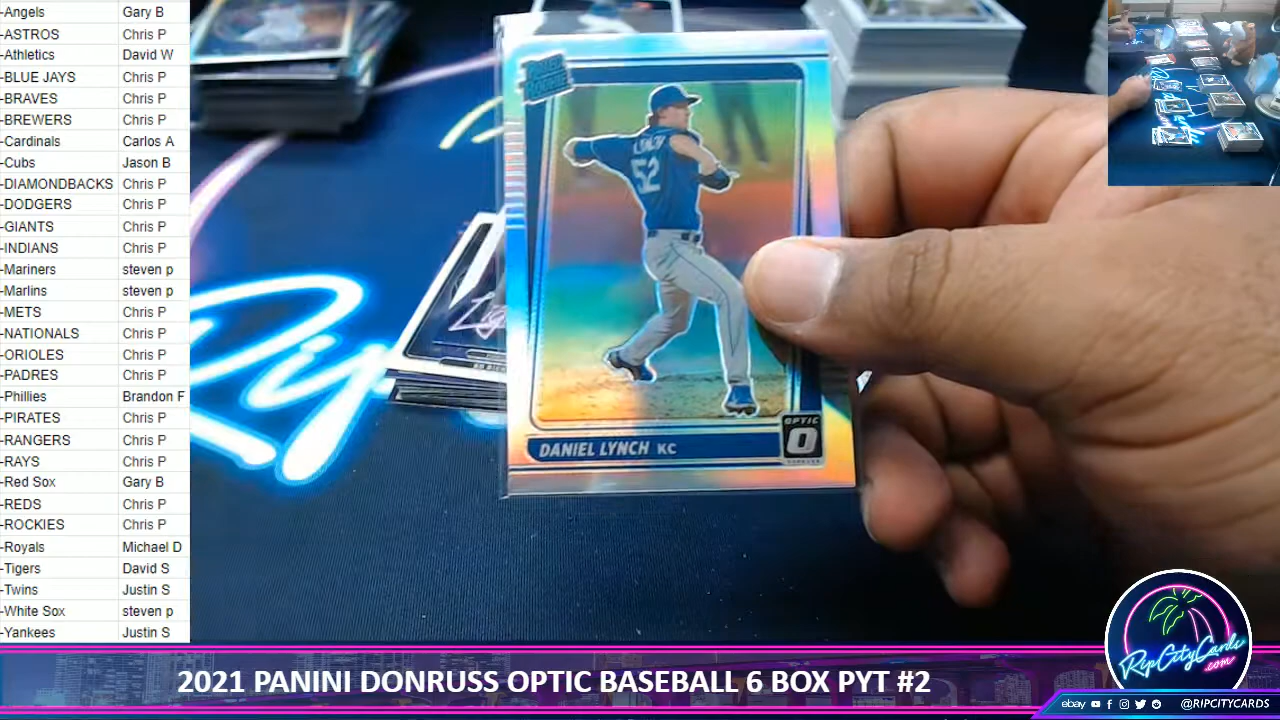 -Angels Gary B
-ASTROS Chris P
-Athletics David W
-BLUE JAYS Chris P
-BRAVES Chris P
-BREWERS Chris P
-Cardinals Carlos A
-Cubs Jason B
-DIAMONDBACKS Chris P
-DODGERS Chris P
-GIANTS Chris P
-INDIANS Chris P
-Mariners steven p
-Marlins steven p
-METS Chris P
-NATIONALS Chris P
-ORIOLES Chris P
-PADRES Chris P
-Phillies Brandon F
-PIRATES Chris P
-RANGERS Chris P
-RAYS Chris P
-Red Sox Gary B
-REDS Chris P
-ROCKIES Chris P
-Royals Michael D
-Tigers David S
-Twins Justin S
-White Sox steven p
-Yankees Justin S
LYNCH
52
DANIEL LYNCH KC
OPTIC
Rip
2021 PANINI DONRUSS OPTIC BASEBALL 6 BOX PYT #2
RipCityCards
.com
ebay @RIPCITYCARDS